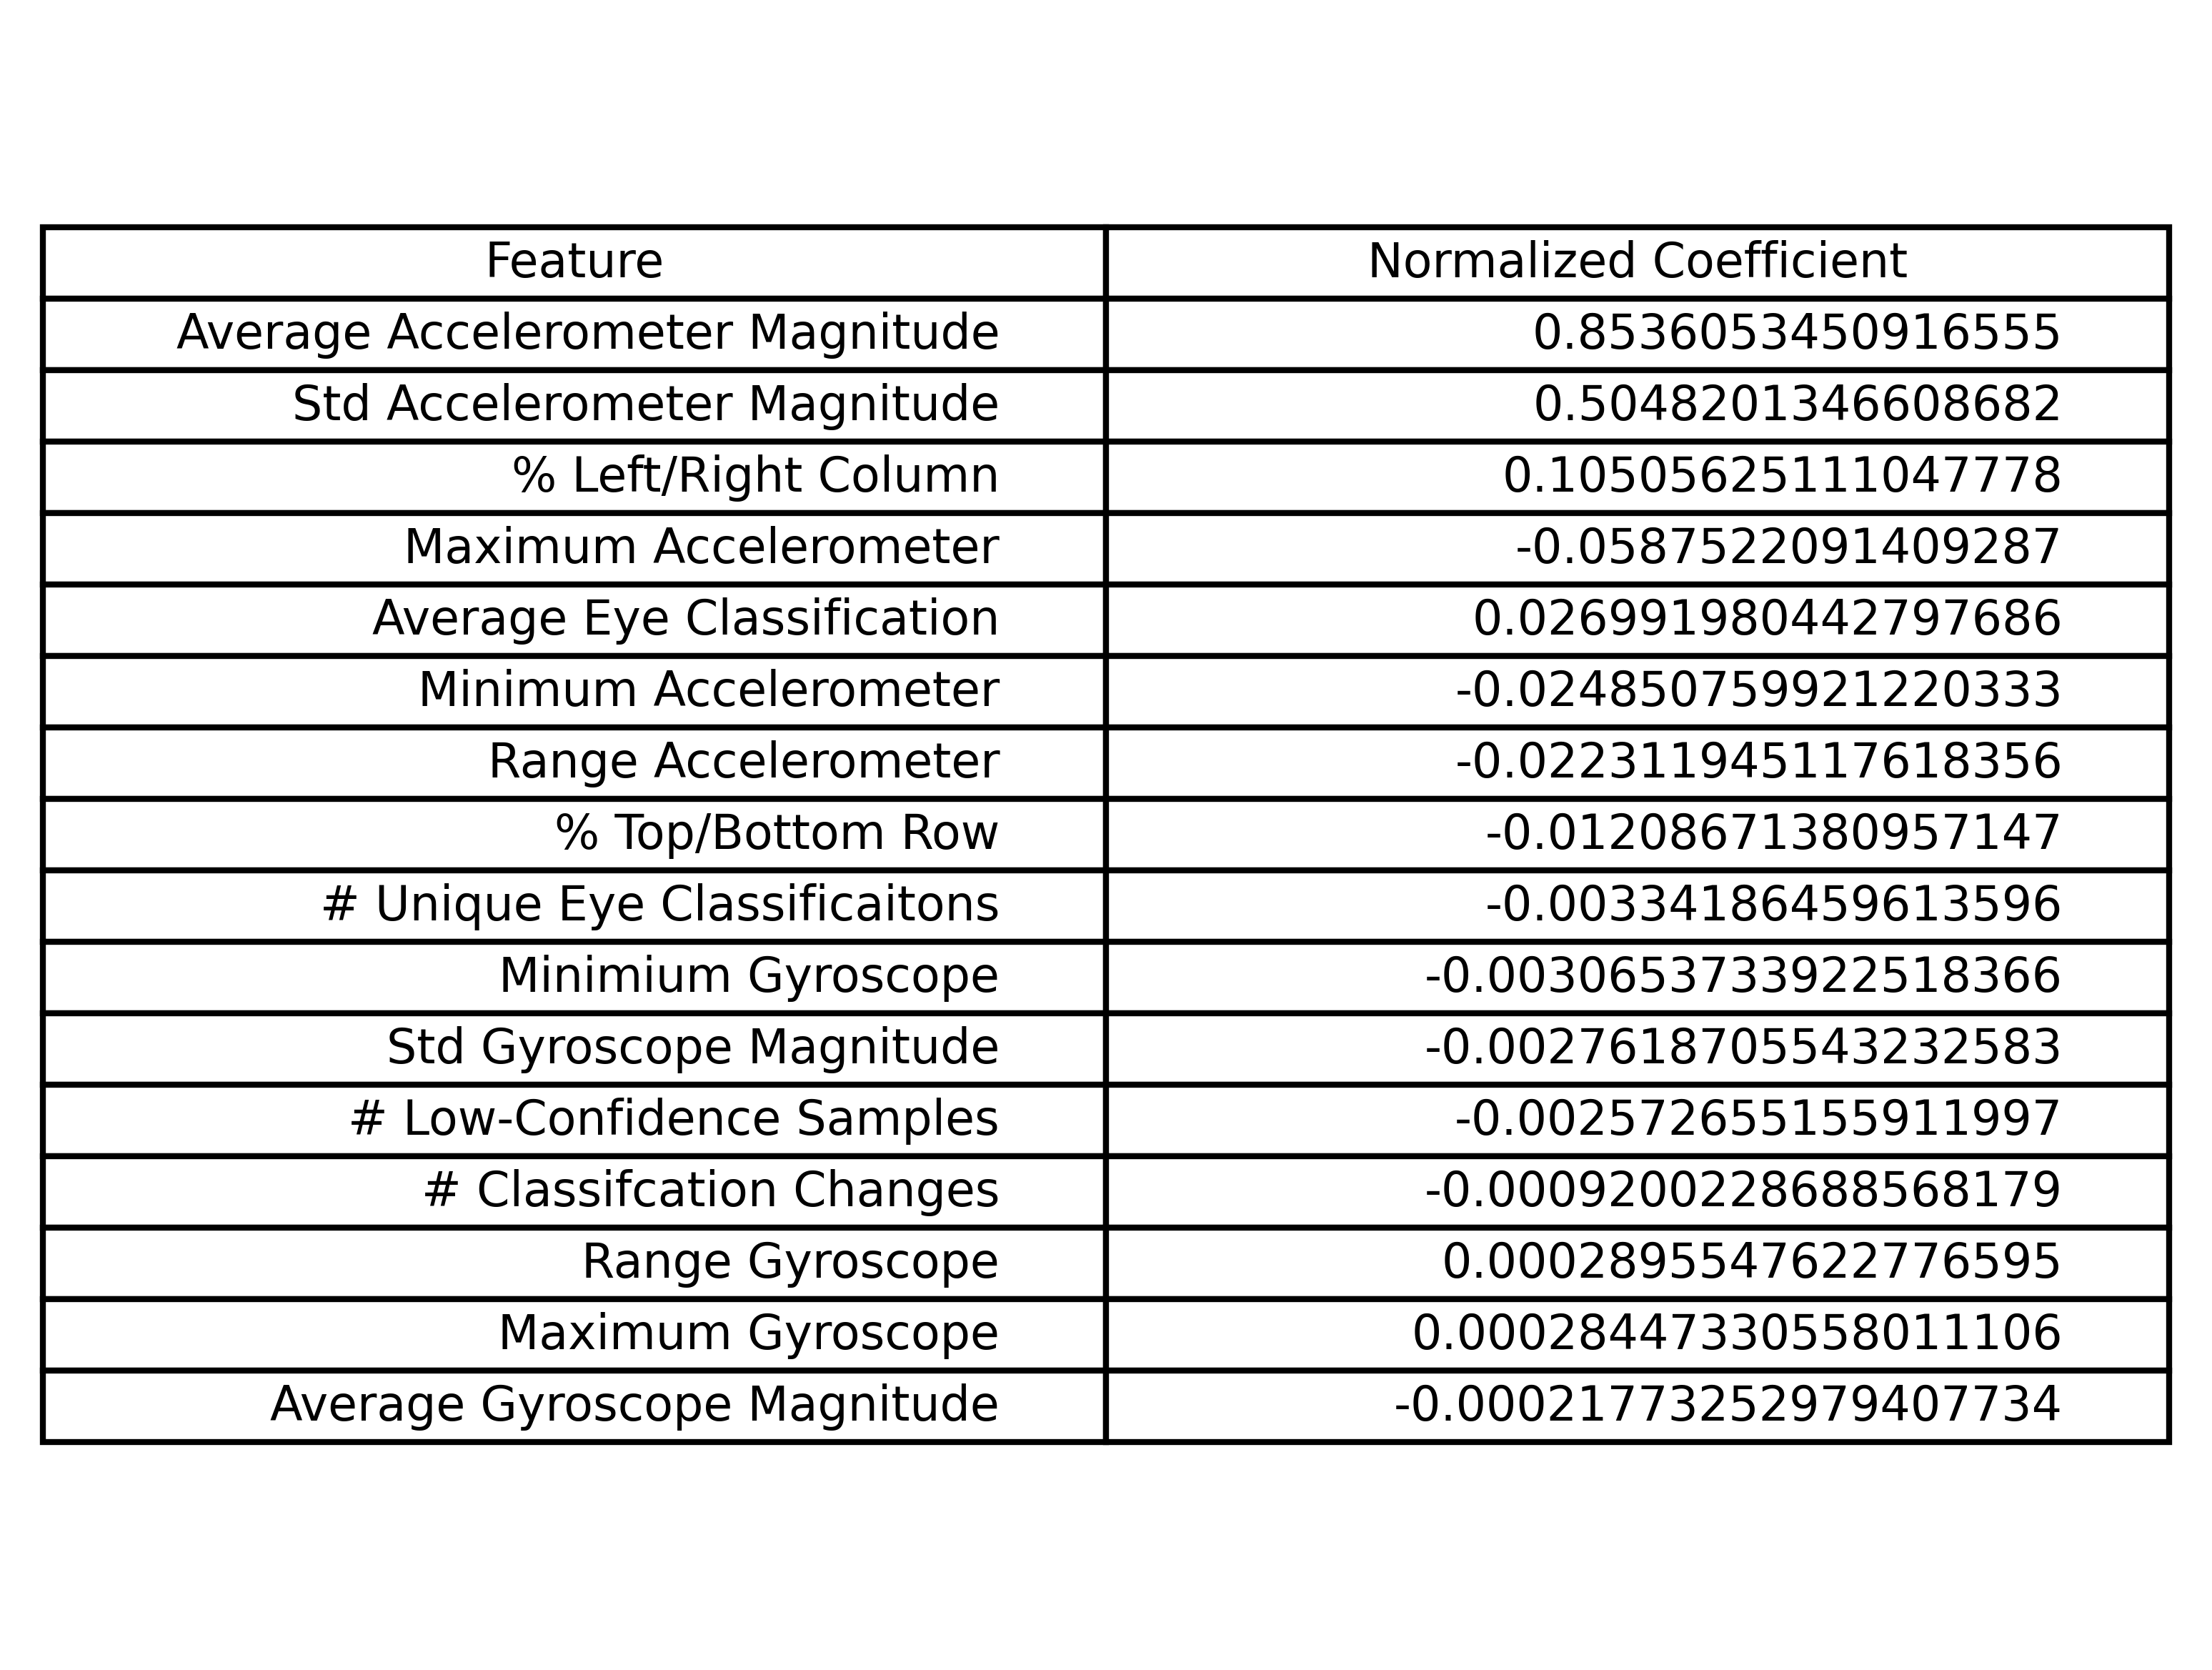 Feature Normalized Coefficient
Average Accelerometer Magnitude 0.8536053450916555
Std Accelerometer Magnitude 0.5048201346608682
% Left/Right Column 0.10505625111047778
Maximum Accelerometer -0.0587522091409287
Average Eye Classification 0.026991980442797686
Minimum Accelerometer -0.024850759921220333
Range Accelerometer -0.022311945117618356
% Top/Bottom Row -0.01208671380957147
# Unique Eye Classificaitons -0.00334186459613596
Minimium Gyroscope -0.0030653733922518366
Std Gyroscope Magnitude -0.0027618705543232583
# Low-Confidence Samples -0.002572655155911997
# Classifcation Changes -0.0009200228688568179
Range Gyroscope 0.0002895547622776595
Maximum Gyroscope 0.00028447330558011106
Average Gyroscope Magnitude -0.00021773252979407734